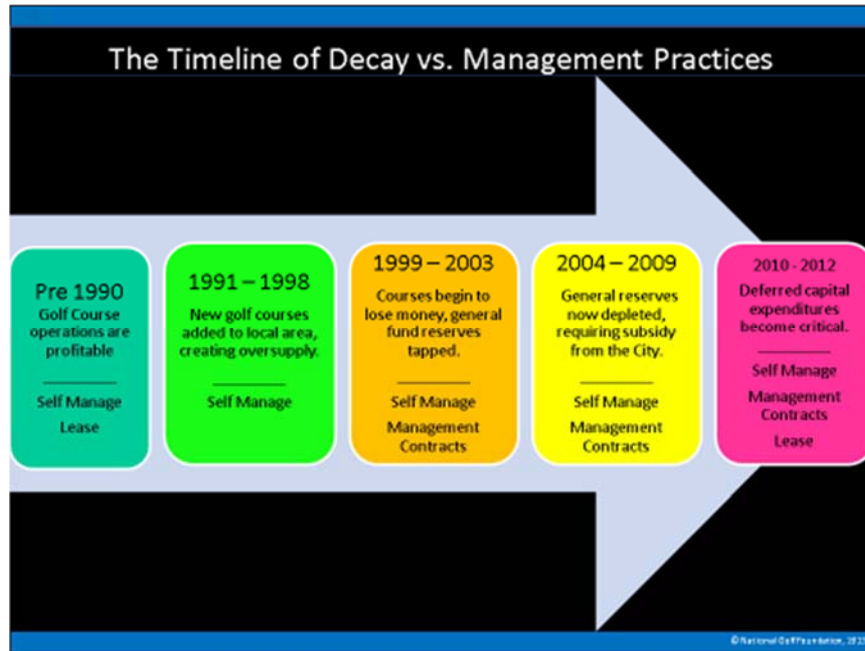 The Timeline of Decay vs. Management Practices
Pre 1990
Golf Course
operations are
profitable
Self Manage
Lease
1991 – 1998
New golf courses
added to local area,
creating oversupply.
Self Manage
1999 – 2003
Courses begin to
lose money, general
fund reserves
tapped.
Self Manage
Management
Contracts
2004 – 2009
General reserves
now depleted,
requiring subsidy
from the City.
Self Manage
Management
Contracts
2010 - 2012
Deferred capital
expenditures
become critical.
Self Manage
Management
Contracts
Lease
© National Golf Foundation,